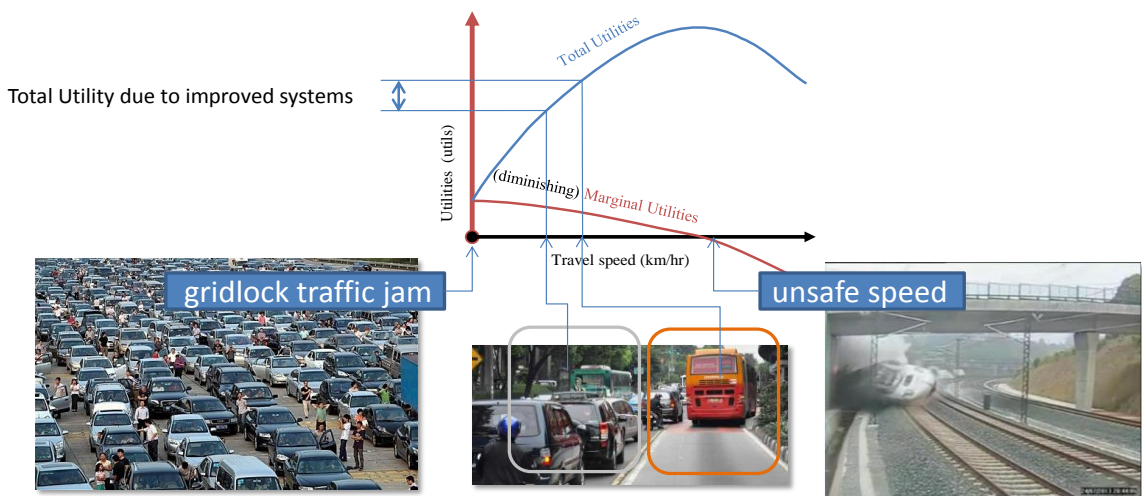 Total Utilities
Total Utility due to improved systems
Utilities (utils)
(diminishing) Marginal Utilities
Travel speed (km/hr)
gridlock traffic jam
unsafe speed